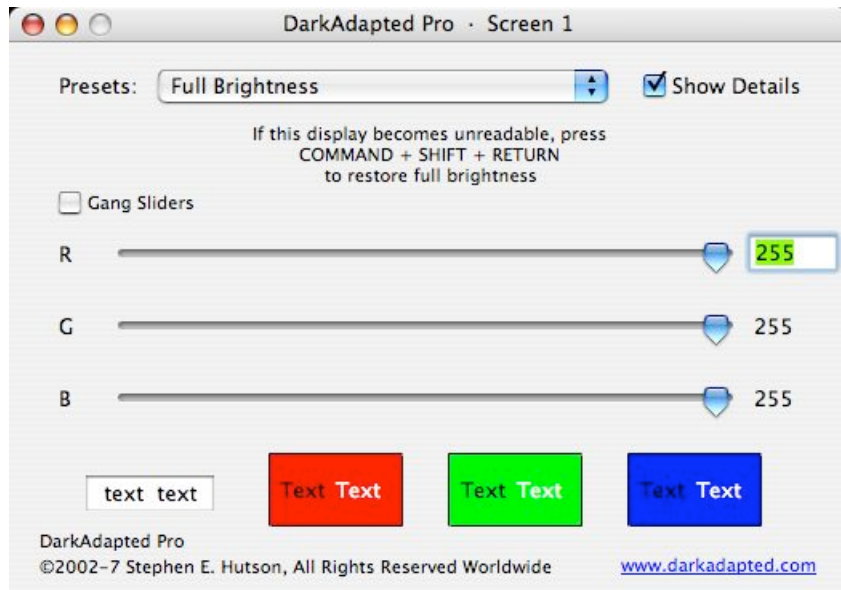 DarkAdapted Pro · Screen 1
Presets: Full Brightness Show Details
If this display becomes unreadable, press
COMMAND + SHIFT + RETURN
to restore full brightness
Gang Sliders
R 255
G 255
B 255
text text Text Text Text Text Text Text
DarkAdapted Pro
©2002-7 Stephen E. Hutson, All Rights Reserved Worldwide www.darkadapted.com